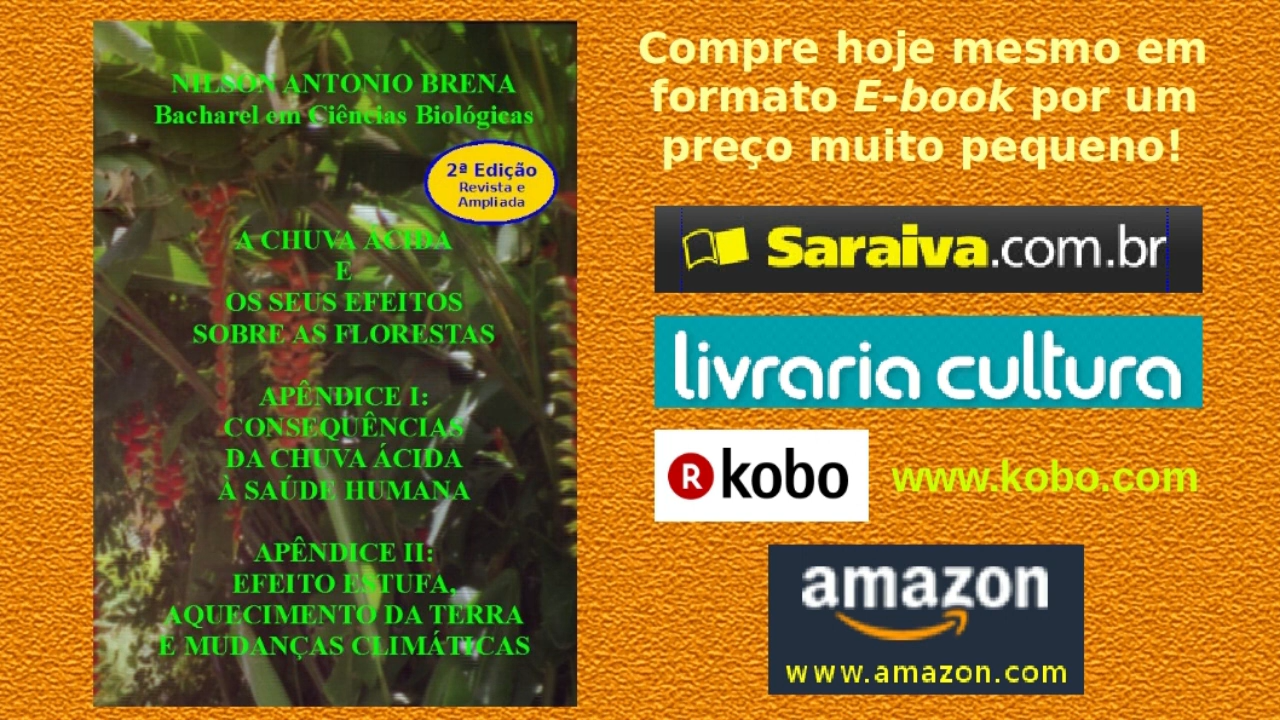 NILSON ANTONIO BRENA
Bacharel em Ciências Biológicas
2ª Edição
Revista e
Ampliada
A CHUVA ÁCIDA
E
OS SEUS EFEITOS
SOBRE AS FLORESTAS
APÊNDICE I:
CONSEQUÊNCIAS
DA CHUVA ÁCIDA
À SAÚDE HUMANA
APÊNDICE II:
EFEITO ESTUFA,
AQUECIMENTO DA TERRA
E MUDANÇAS CLIMÁTICAS
Compre hoje mesmo em
formato E-book por um
preço muito pequeno!
Saraiva.com.br
livraria cultura
R kobo www.kobo.com
amazon
www.amazon.com